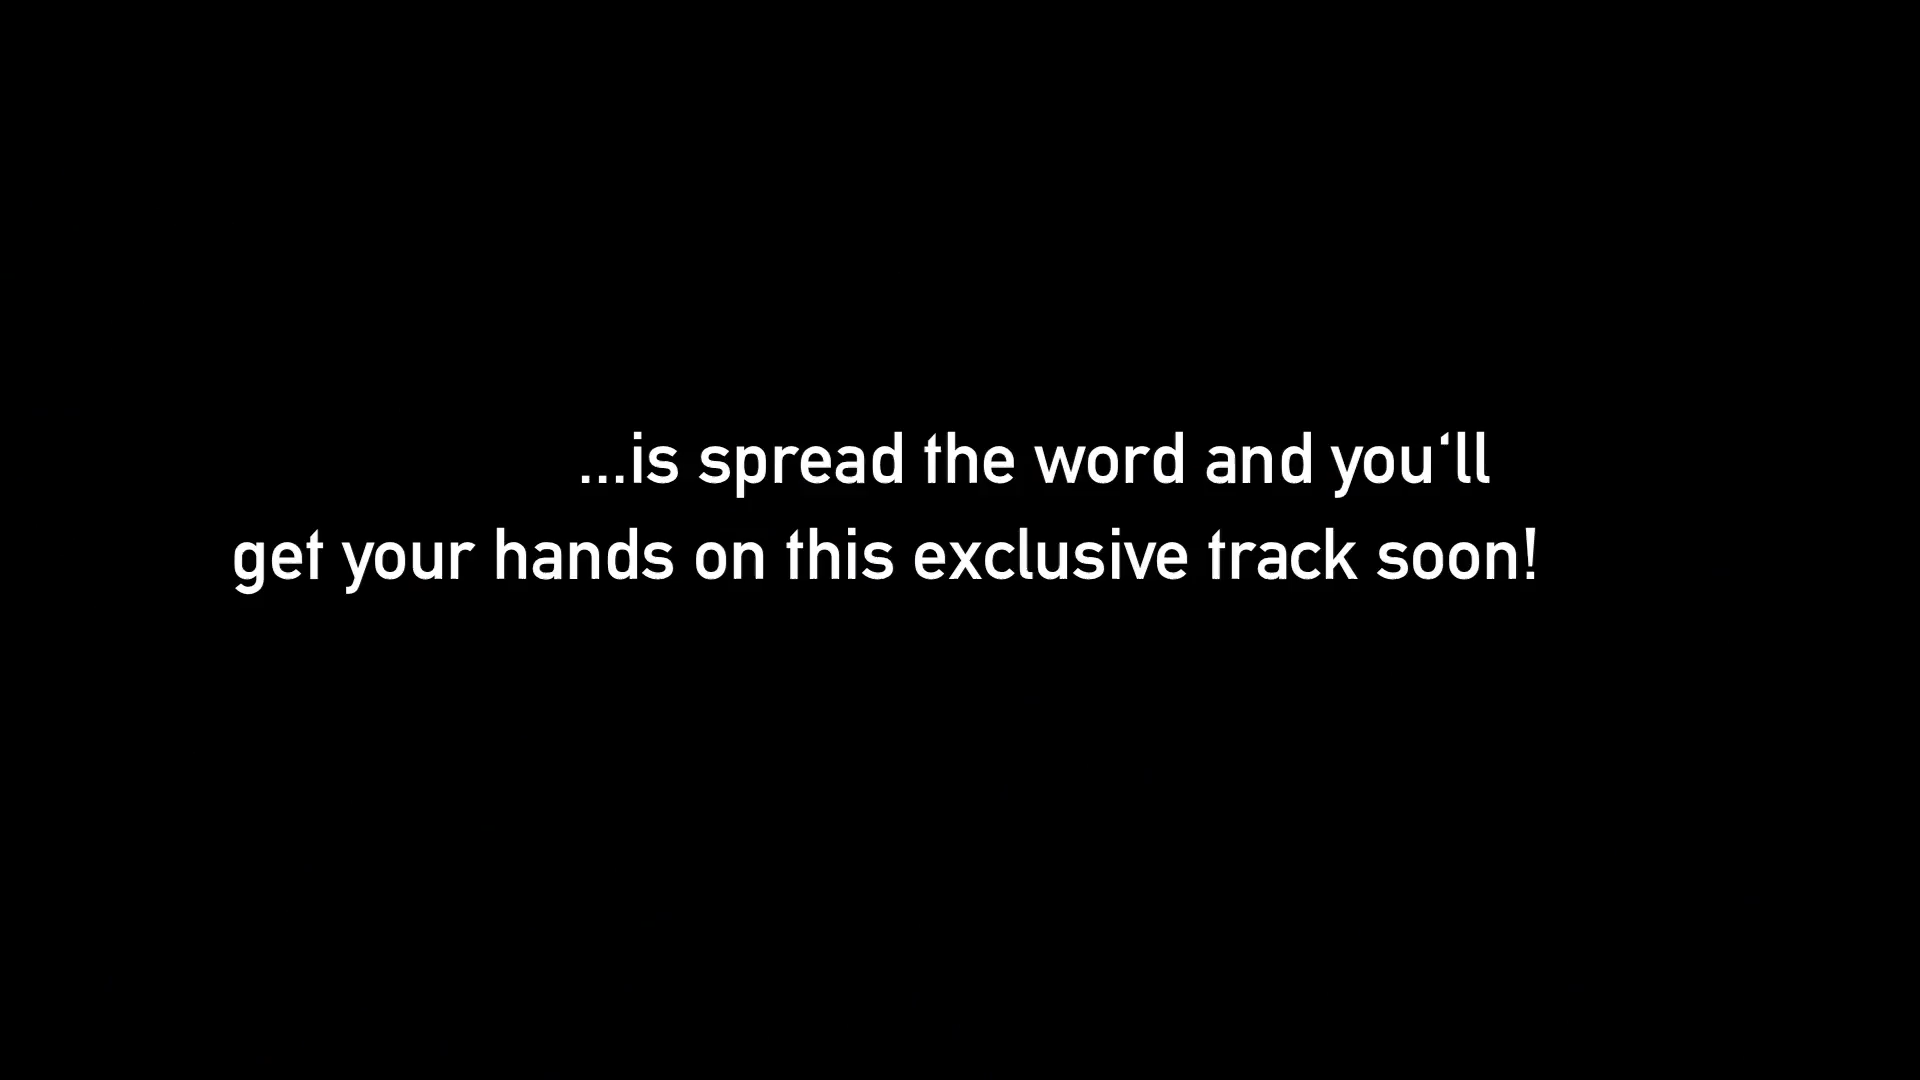 ...is spread the word and you‘ll
get your hands on this exclusive track soon!